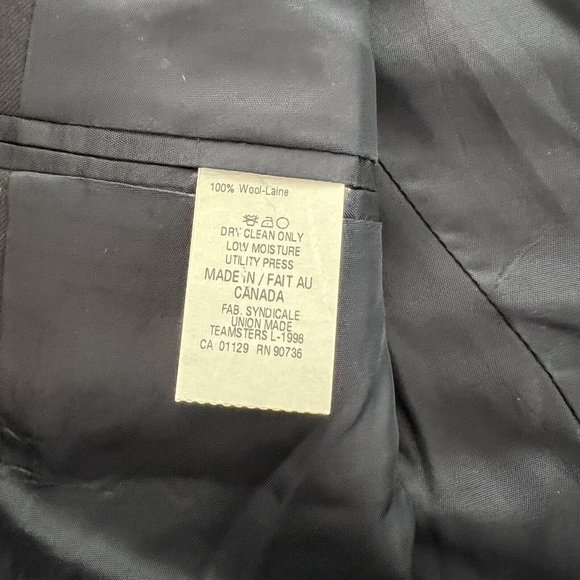 100% Wool-Laine
DRY CLEAN ONLY
LOW MOISTURE
UTILITY PRESS
MADE IN / FAIT AU
CANADA
FAB. SYNDICALE
UNION MADE
TEAMSTERS L-1998
CA 01129 RN 90736